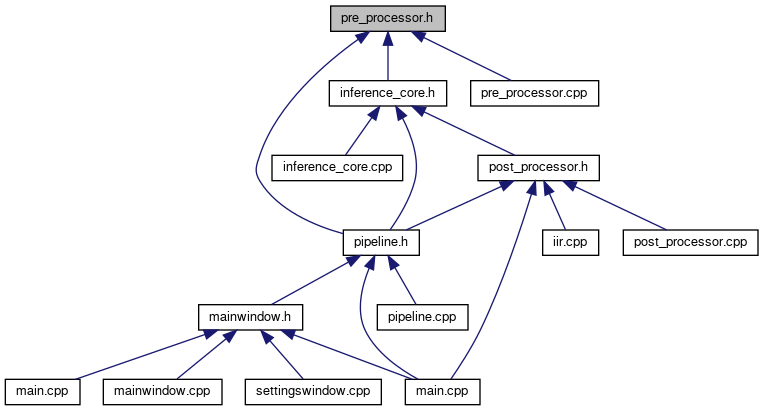 pre_processor.h
inference_core.h
pre_processor.cpp
inference_core.cpp
post_processor.h
pipeline.h
iir.cpp
post_processor.cpp
mainwindow.h
pipeline.cpp
main.cpp
mainwindow.cpp
settingswindow.cpp
main.cpp